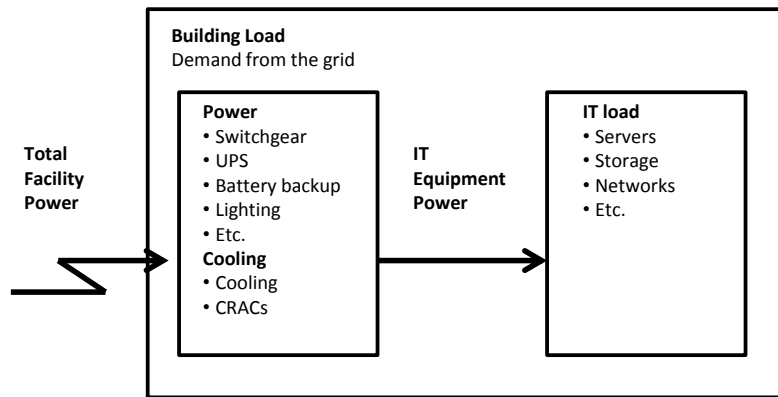 Building Load
Demand from the grid
Total
Facility
Power
Power
• Switchgear
• UPS
• Battery backup
• Lighting
• Etc.
Cooling
• Cooling
• CRACs
IT
Equipment
Power
IT load
• Servers
• Storage
• Networks
• Etc.